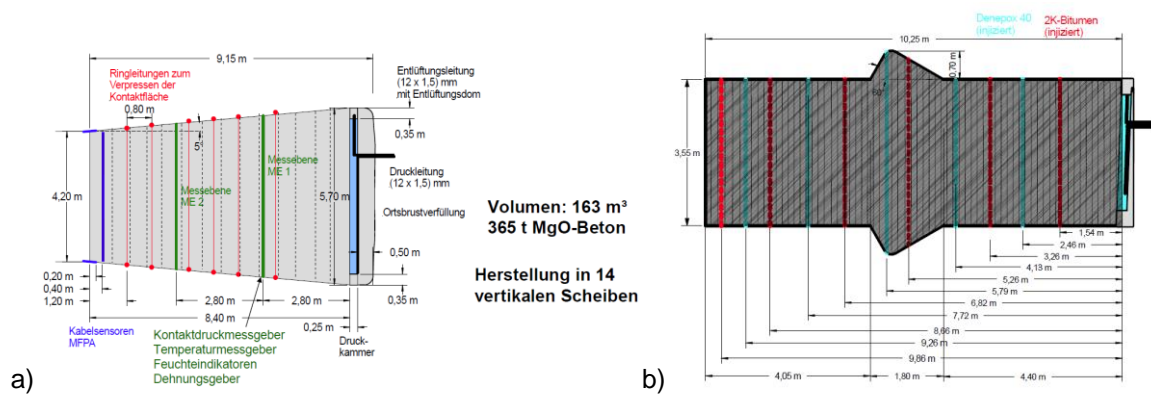 9,15 m
Ringleitungen zum
Verpressen der
Kontaktfläche
0,80 m
5°
Entlüftungsleitung
(12 x 1,5) mm
mit Entlüftungsdom
0,35 m
Messebene
ME 1
Messebene
ME 2
4,20 m
5,70 m
Druckleitung
(12 x 1,5) mm
Ortsbrustverfüllung
0,50 m
0,20 m
0,40 m
1,20 m
2,80 m
2,80 m
0,35 m
8,40 m
0,25 m
Kabelsensoren
MFPA
Kontaktdruckmessgeber
Temperaturmessgeber
Feuchteindikatoren
Dehnungsgeber
Druck-
kammer
a)
Volumen: 163 m³
365 t MgO-Beton
Herstellung in 14
vertikalen Scheiben
Denepox 40
(injiziert)
2K-Bitumen
(injiziert)
10,25 m
0,70 m
60°
3,55 m
1,54 m
2,46 m
3,26 m
4,13 m
5,26 m
5,79 m
6,82 m
7,72 m
8,66 m
9,26 m
9,86 m
4,05 m
1,80 m
4,40 m
b)